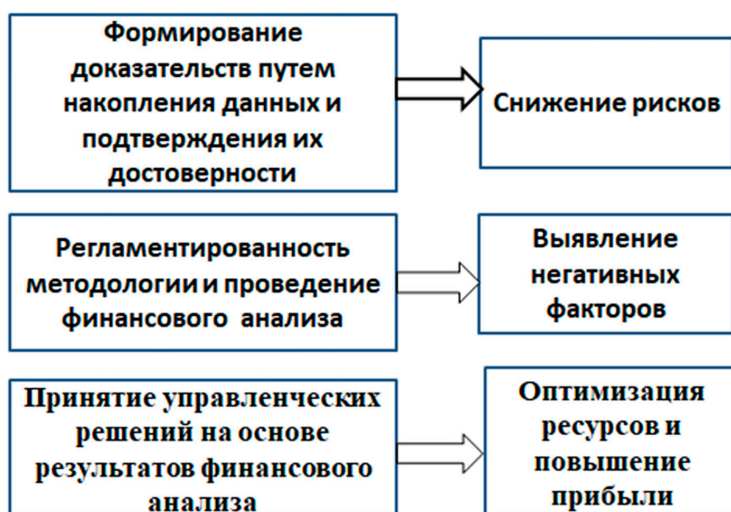 Формирование
доказательств путем
накопления данных и
подтверждения их
достоверности
Снижение рисков
Регламентированность
методологии и проведение
финансового анализа
Выявление
негативных
факторов
Принятие управленческих
решений на основе
результатов финансового
анализа
Оптимизация
ресурсов и
повышение
прибыли